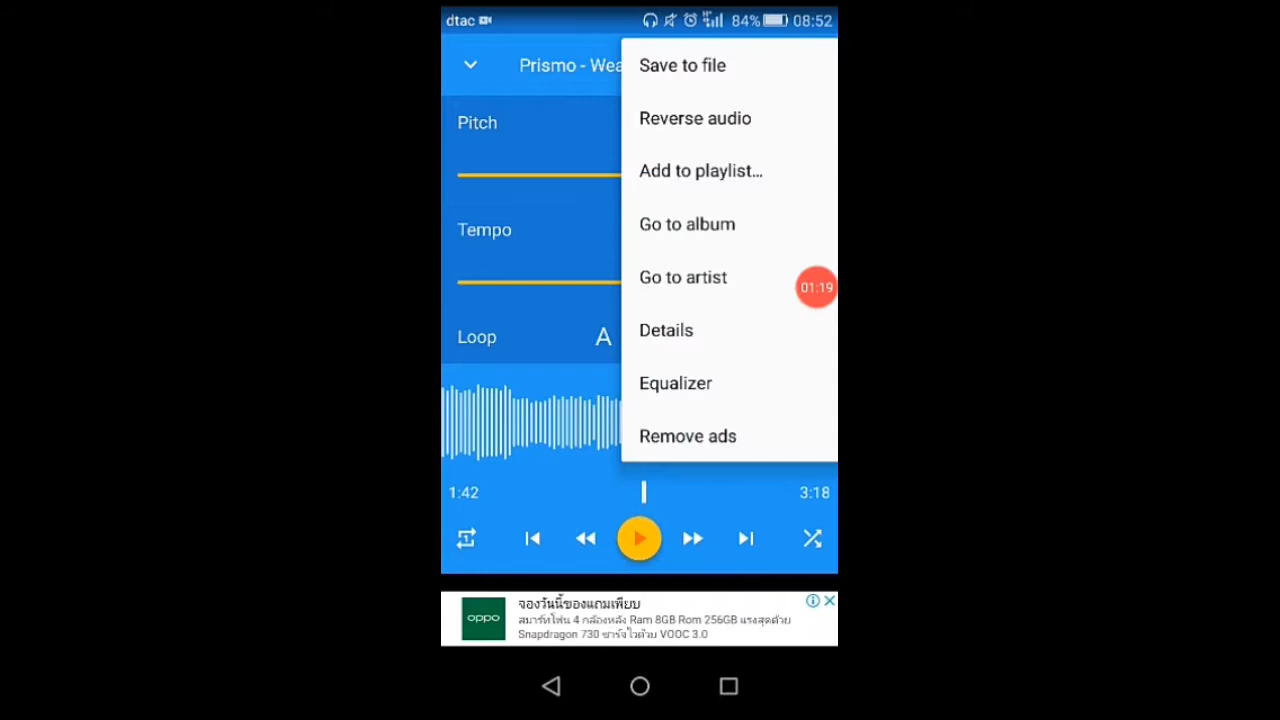 dtac 84% 08:52
Prismo - Wea
Save to file
Reverse audio
Add to playlist...
Go to album
Go to artist
Details
Equalizer
Remove ads
Pitch
Tempo
Loop A
01:19
1:42 3:18
1
oppo
จองวันนี้ของแถมเพียบ
สมาร์ทโฟน 4 กล้องหลัง Ram 8GB Rom 256GB แรงสุดด้วย
Snapdragon 730 ชาร์จไวด้วย VOOC 3.0